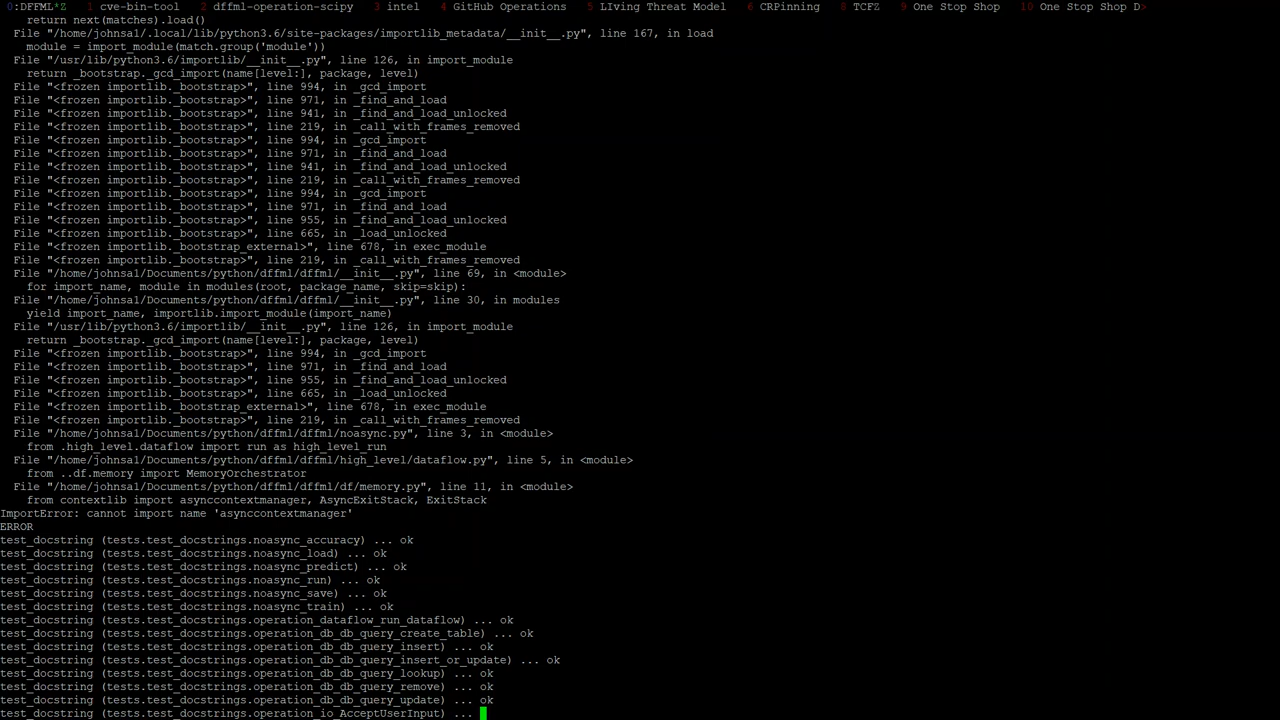 0:DFFML*Z 1 cve-bin-tool 2 dffml-operation-scipy 3 intel 4 GitHub Operations 5 LIving Threat Model 6 CRPinning 8 TCFZ 9 One Stop Shop 10 One Stop Shop D>
return next(matches).load()
File "/home/johnsa1/.local/lib/python3.6/site-packages/importlib_metadata/__init__.py", line 167, in load
module = import_module(match.group('module'))
File "/usr/lib/python3.6/importlib/__init__.py", line 126, in import_module
return _bootstrap._gcd_import(name[level:], package, level)
File "<frozen importlib._bootstrap>", line 994, in _gcd_import
File "<frozen importlib._bootstrap>", line 971, in _find_and_load
File "<frozen importlib._bootstrap>", line 941, in _find_and_load_unlocked
File "<frozen importlib._bootstrap>", line 219, in _call_with_frames_removed
File "<frozen importlib._bootstrap>", line 994, in _gcd_import
File "<frozen importlib._bootstrap>", line 971, in _find_and_load
File "<frozen importlib._bootstrap>", line 941, in _find_and_load_unlocked
File "<frozen importlib._bootstrap>", line 219, in _call_with_frames_removed
File "<frozen importlib._bootstrap>", line 994, in _gcd_import
File "<frozen importlib._bootstrap>", line 971, in _find_and_load
File "<frozen importlib._bootstrap>", line 955, in _find_and_load_unlocked
File "<frozen importlib._bootstrap>", line 665, in _load_unlocked
File "<frozen importlib._bootstrap_external>", line 678, in exec_module
File "<frozen importlib._bootstrap>", line 219, in _call_with_frames_removed
File "/home/johnsa1/Documents/python/dffml/dffml/__init__.py", line 69, in <module>
for import_name, module in modules(root, package_name, skip=skip):
File "/home/johnsa1/Documents/python/dffml/dffml/__init__.py", line 30, in modules
yield import_name, importlib.import_module(import_name)
File "/usr/lib/python3.6/importlib/__init__.py", line 126, in import_module
return _bootstrap._gcd_import(name[level:], package, level)
File "<frozen importlib._bootstrap>", line 994, in _gcd_import
File "<frozen importlib._bootstrap>", line 971, in _find_and_load
File "<frozen importlib._bootstrap>", line 955, in _find_and_load_unlocked
File "<frozen importlib._bootstrap>", line 665, in _load_unlocked
File "<frozen importlib._bootstrap_external>", line 678, in exec_module
File "<frozen importlib._bootstrap>", line 219, in _call_with_frames_removed
File "/home/johnsa1/Documents/python/dffml/dffml/noasync.py", line 3, in <module>
from .high_level.dataflow import run as high_level_run
File "/home/johnsa1/Documents/python/dffml/dffml/high_level/dataflow.py", line 5, in <module>
from ..df.memory import MemoryOrchestrator
File "/home/johnsa1/Documents/python/dffml/dffml/df/memory.py", line 11, in <module>
from contextlib import asynccontextmanager, AsyncExitStack, ExitStack
ImportError: cannot import name 'asynccontextmanager'
ERROR
test_docstring (tests.test_docstrings.noasync_accuracy) ... ok
test_docstring (tests.test_docstrings.noasync_load) ... ok
test_docstring (tests.test_docstrings.noasync_predict) ... ok
test_docstring (tests.test_docstrings.noasync_run) ... ok
test_docstring (tests.test_docstrings.noasync_save) ... ok
test_docstring (tests.test_docstrings.noasync_train) ... ok
test_docstring (tests.test_docstrings.operation_dataflow_run_dataflow) ... ok
test_docstring (tests.test_docstrings.operation_db_db_query_create_table) ... ok
test_docstring (tests.test_docstrings.operation_db_db_query_insert) ... ok
test_docstring (tests.test_docstrings.operation_db_db_query_insert_or_update) ... ok
test_docstring (tests.test_docstrings.operation_db_db_query_lookup) ... ok
test_docstring (tests.test_docstrings.operation_db_db_query_remove) ... ok
test_docstring (tests.test_docstrings.operation_db_db_query_update) ... ok
test_docstring (tests.test_docstrings.operation_io_AcceptUserInput) ...